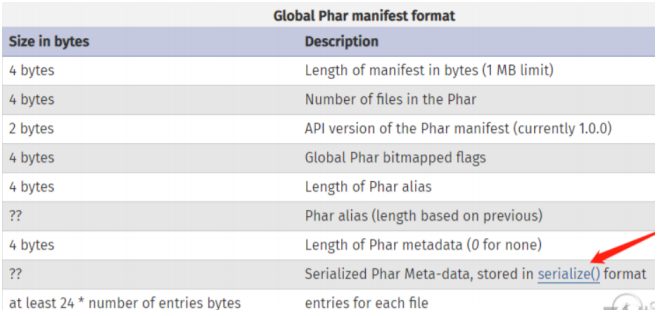 Global Phar manifest format
Size in bytes Description
4 bytes Length of manifest in bytes (1 MB limit)
4 bytes Number of files in the Phar
2 bytes API version of the Phar manifest (currently 1.0.0)
4 bytes Global Phar bitmapped flags
4 bytes Length of Phar alias
?? Phar alias (length based on previous)
4 bytes Length of Phar metadata (0 for none)
?? Serialized Phar Meta-data, stored in serialize() format
at least 24 * number of entries bytes entries for each file